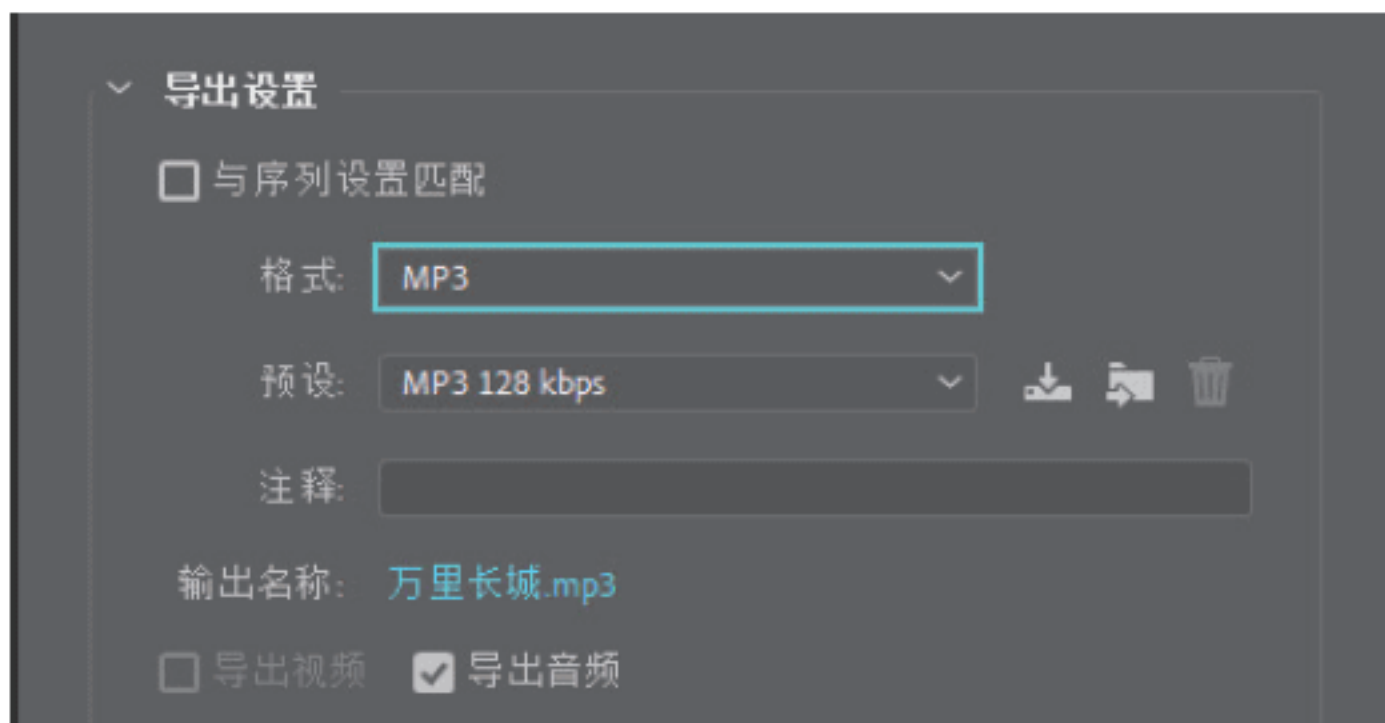 导出设置
与序列设置匹配
格式: MP3
预设: MP3 128 kbps
注释:
输出名称: 万里长城.mp3
导出视频 导出音频